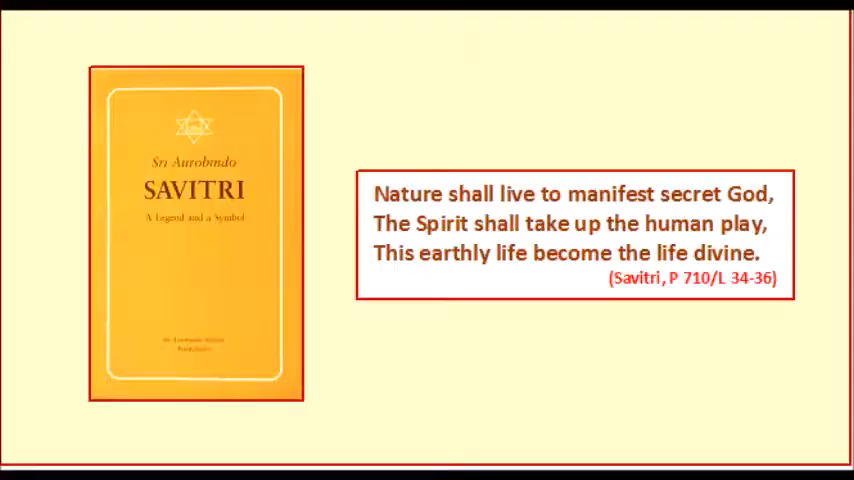 Sri Aurobindo
SAVITRI
A Legend and a Symbol
Nature shall live to manifest secret God,
The Spirit shall take up the human play,
This earthly life become the life divine.
(Savitri, P 710/L 34-36)